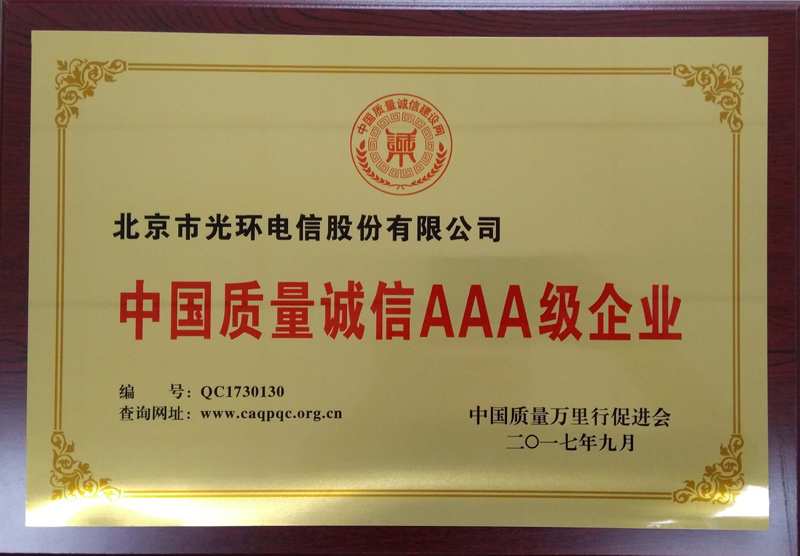 中国质量诚信建设网
诚
北京市光环电信股份有限公司
中国质量诚信AAA级企业
编 号：QC1730130
查询网址：www.caqpqc.org.cn
中国质量万里行促进会
二〇一七年九月